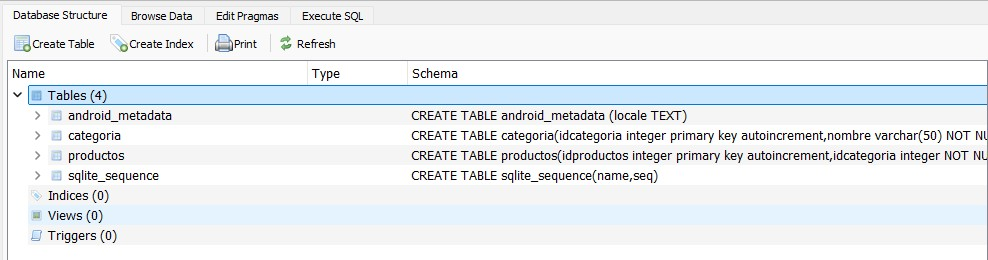 Database Structure Browse Data Edit Pragmas Execute SQL
Create Table Create Index Print Refresh
Name Type Schema
Tables (4)
android_metadata CREATE TABLE android_metadata (locale TEXT)
categoria CREATE TABLE categoria(idcategoria integer primary key autoincrement,nombre varchar(50) NOT
productos CREATE TABLE productos(idproductos integer primary key autoincrement,idcategoria integer NOT
sqlite_sequence CREATE TABLE sqlite_sequence(name,seq)
Indices (0)
Views (0)
Triggers (0)